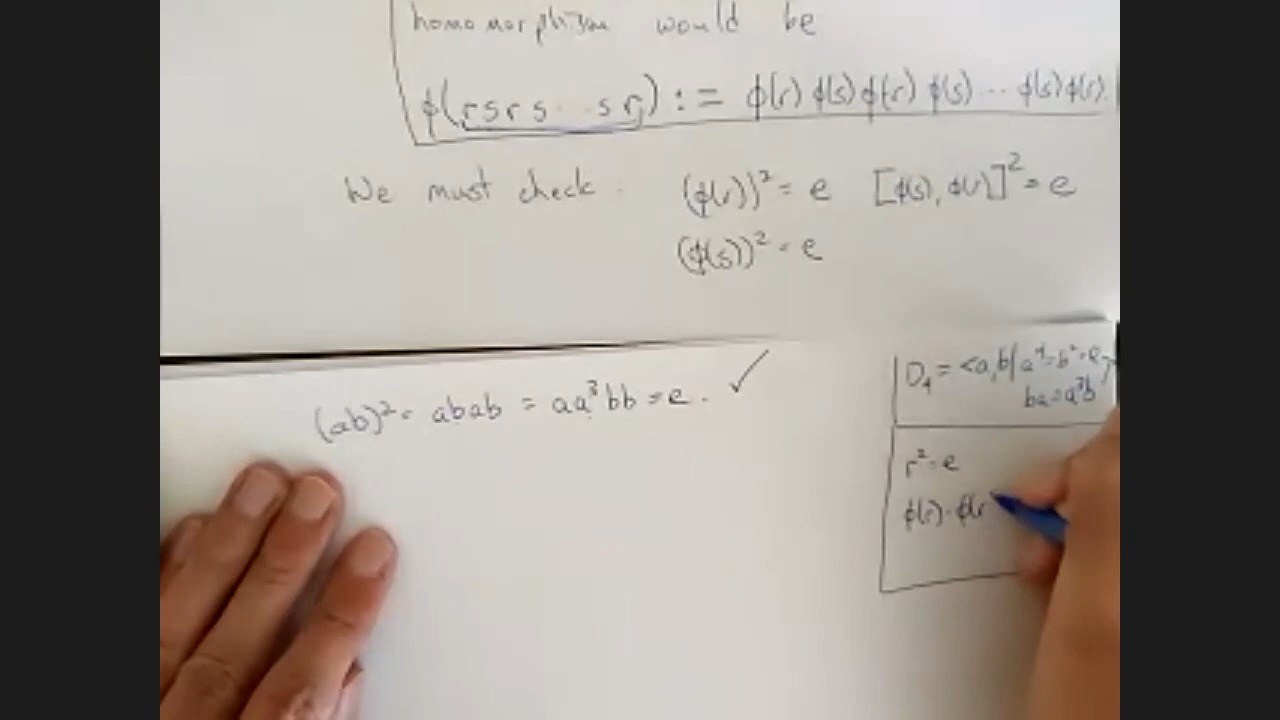 homomorphism would be
ϕ(rsrs...sr) := ϕ(r)ϕ(s)ϕ(r)ϕ(s)...ϕ(s)ϕ(r).
We must check. (ϕ(r))² = e [ϕ(s), ϕ(r)]² = e
(ϕ(s))² = e
(ab)² = abab = aa³bb = e. ✓
D₄ = <a,b| a⁴=b²=e,
ba=a³b
r² = e
ϕ(r)·ϕ(r